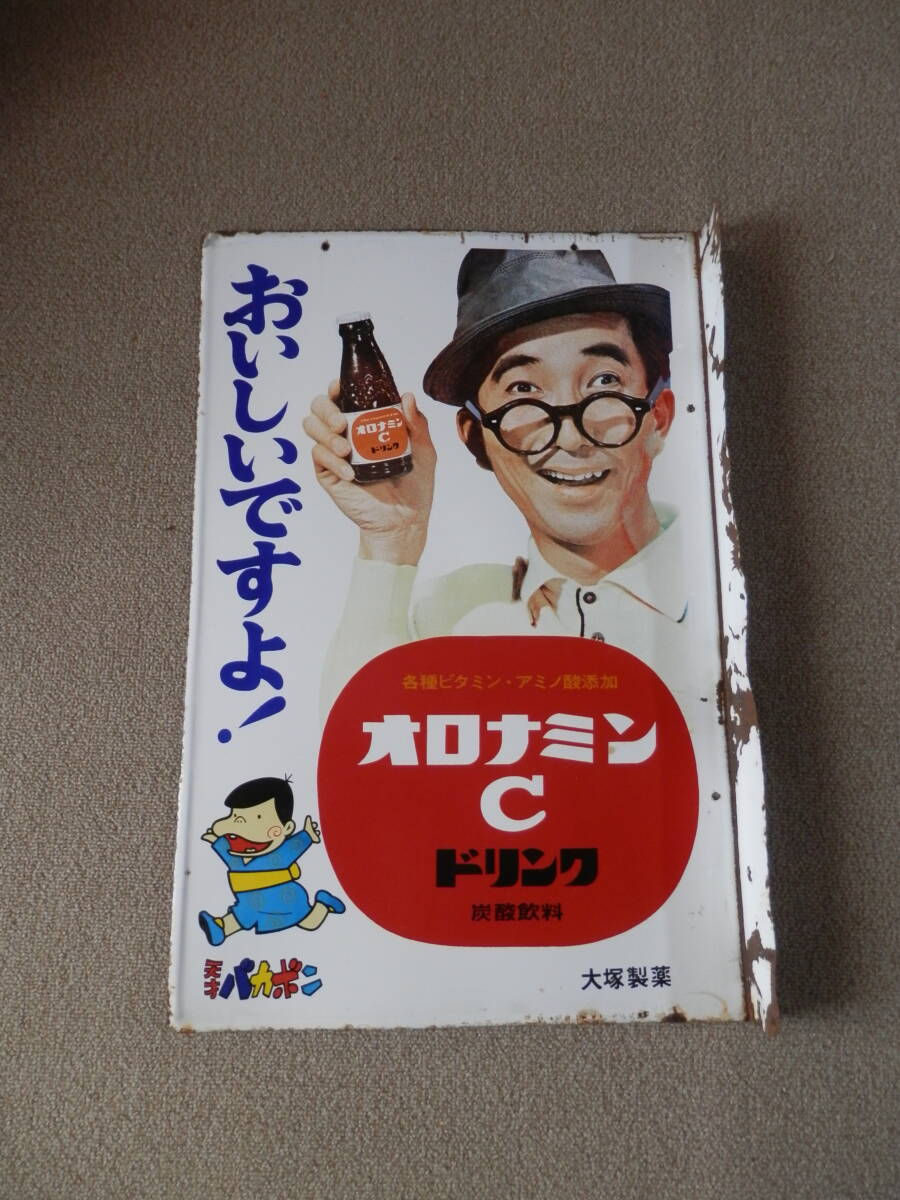 おいしいですよ!
オロナミン
C
ドリンク
各種ビタミン・アミノ酸添加
オロナミン
C
ドリンク
炭酸飲料
天才バカボン
大塚製薬